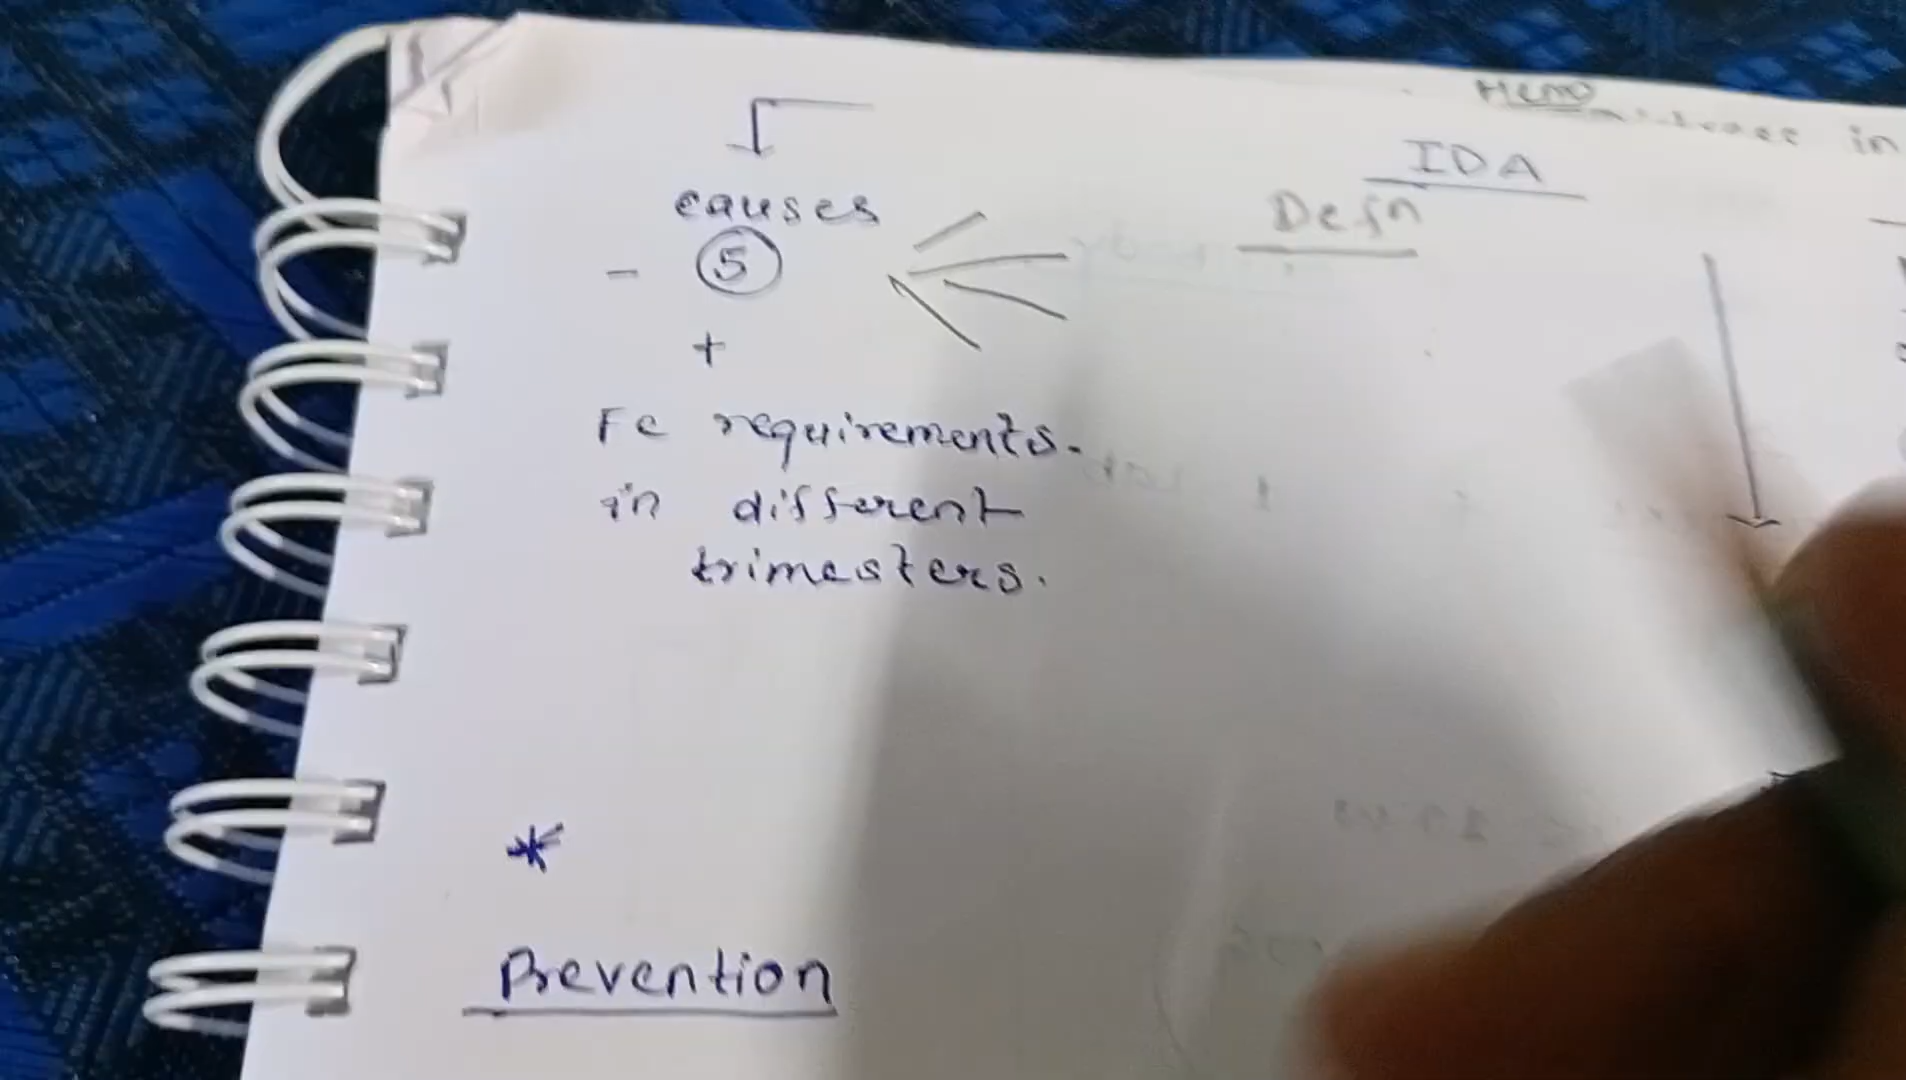 IDA
Defn
causes
- 5
+
Fe requirements.
in different
trimesters.
*
Prevention